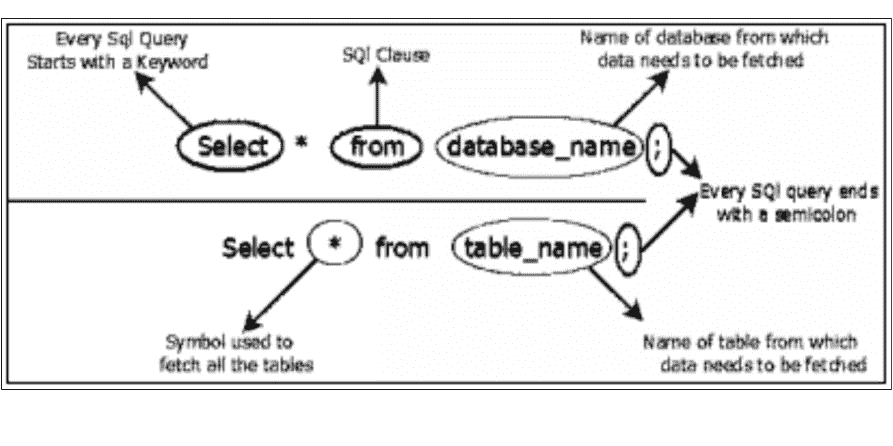 Every Sql Query
Starts with a Keyword
SQl Clause
Name of database from which
data needs to be fetched
Select * from database_name ;
Every SQl query ends
with a semicolon
Select * from table_name ;
Symbol used to
fetch all the tables
Name of table from which
data needs to be fetched